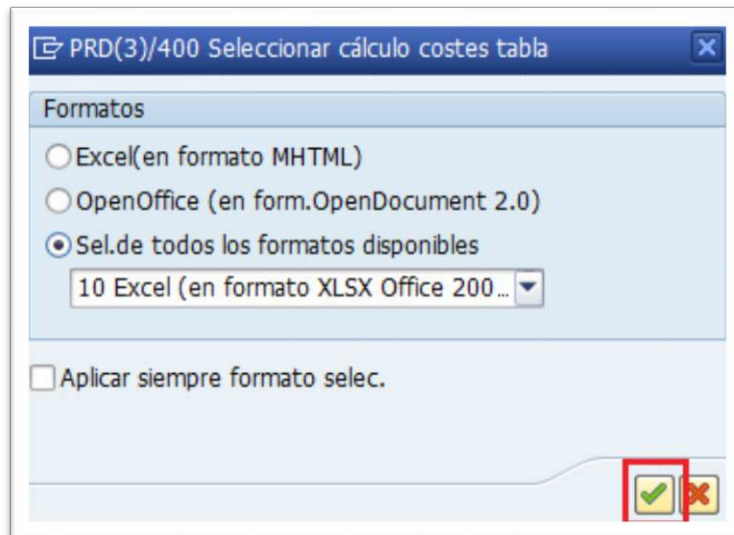 PRD(3)/400 Seleccionar cálculo costes tabla
Formatos
Excel(en formato MHTML)
OpenOffice (en form.OpenDocument 2.0)
Sel.de todos los formatos disponibles
10 Excel (en formato XLSX Office 200...
Aplicar siempre formato selec.